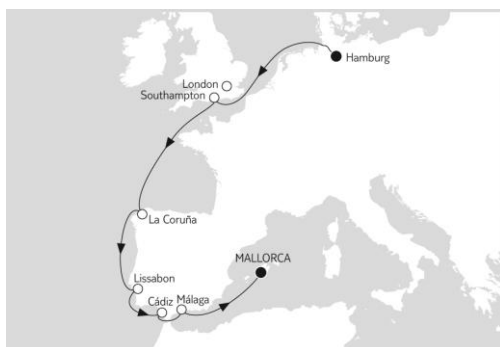 Hamburg
London
Southampton
La Coruña
MALLORCA
Lissabon
Cádiz
Málaga